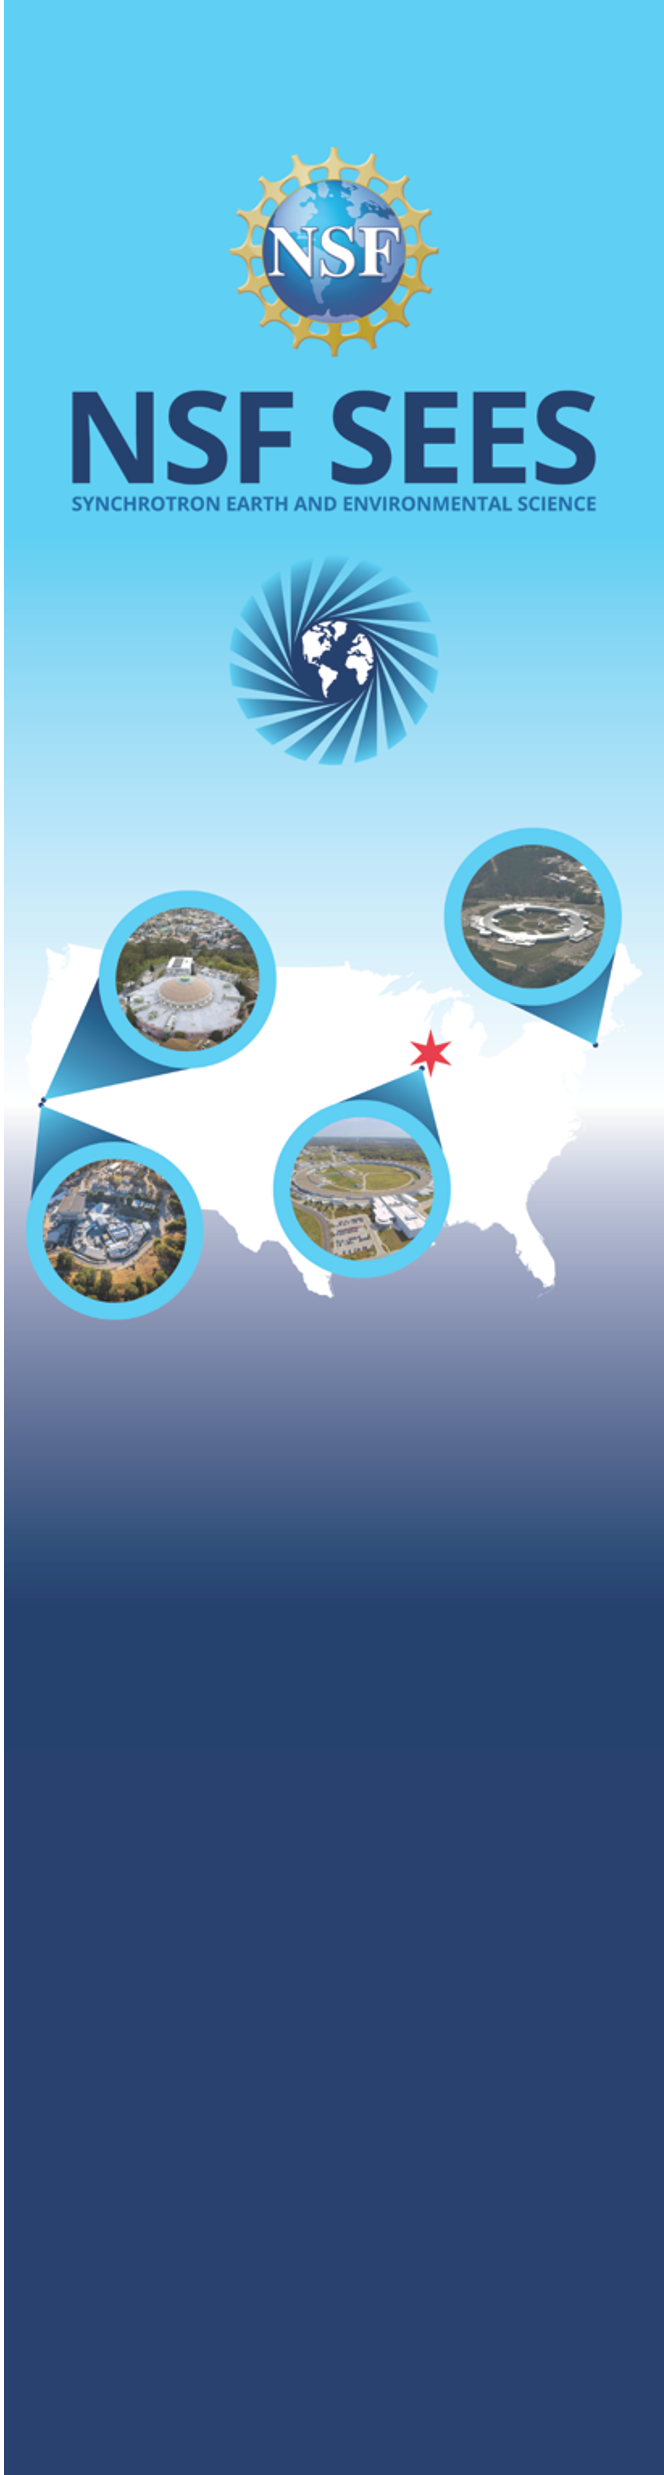 NSF
NSF SEES
SYNCHROTRON EARTH AND ENVIRONMENTAL SCIENCE